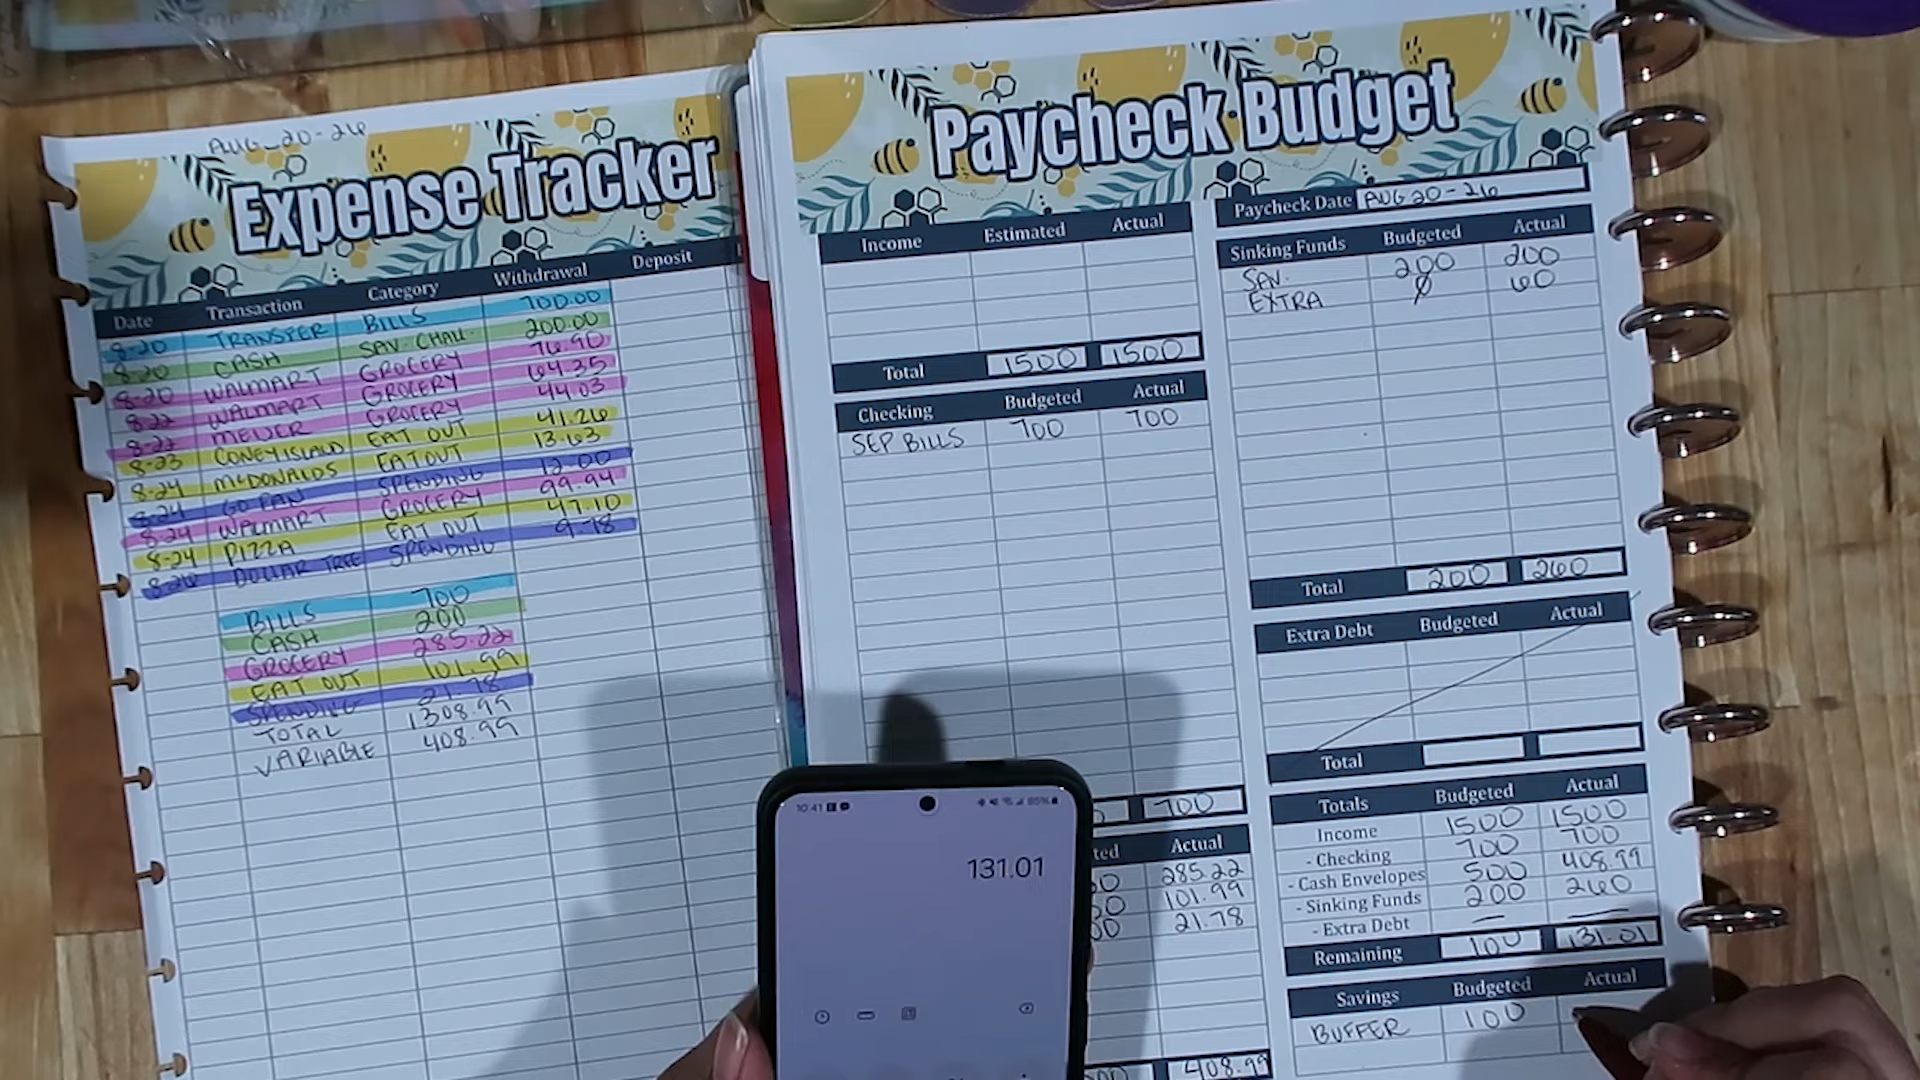 AUG-20-26
Expense Tracker
Date Transaction Category Withdrawal Deposit
8-20 TRANSFER BILLS 700.00
8-20 CASH SAV. CHALL. 200.00
8-20 WALMART GROCERY 76.90
8-22 WALMART GROCERY 64.35
8-22 MEIJER GROCERY 44.03
8-23 CONEY ISLAND EAT OUT 41.26
8-24 McDONALDS EAT OUT 13.63
8-24 GO FAN SPENDING 12.00
8-24 WALMART GROCERY 99.94
8-24 PIZZA EAT OUT 47.10
8-26 DOLLAR TREE SPENDING 9.78
BILLS 700
CASH 200
GROCERY 285.22
EAT OUT 101.99
SPENDING 21.78
TOTAL 1308.99
VARIABLE 408.99
Paycheck Budget
Paycheck Date AUG 20-26
Income Estimated Actual
Total 1500 1500
Checking Budgeted Actual
SEP BILLS 700 700
700
Actual
285.22
101.99
21.78
408.99
Sinking Funds Budgeted Actual
SAV. 200 200
EXTRA 0 60
Total 200 260
Extra Debt Budgeted Actual
Total
Totals Budgeted Actual
Income 1500 1500
- Checking 700 700
- Cash Envelopes 500 408.99
- Sinking Funds 200 260
- Extra Debt — —
Remaining 100 131.01
Savings Budgeted Actual
BUFFER 100
10:41 85%
131.01